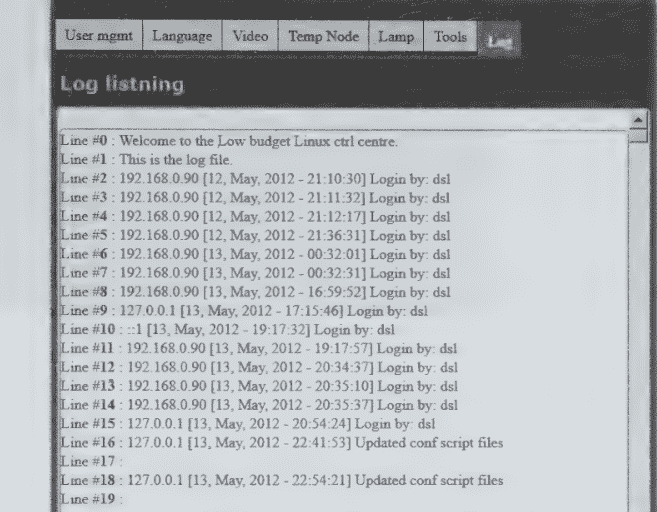 User mgmt Language Video Temp Node Lamp Tools Log
Log listning
Line #0 : Welcome to the Low budget Linux ctrl centre.
Line #1 : This is the log file.
Line #2 : 192.168.0.90 [12, May, 2012 - 21:10:30] Login by: dsl
Line #3 : 192.168.0.90 [12, May, 2012 - 21:11:32] Login by: dsl
Line #4 : 192.168.0.90 [12, May, 2012 - 21:12:17] Login by: dsl
Line #5 : 192.168.0.90 [12, May, 2012 - 21:36:31] Login by: dsl
Line #6 : 192.168.0.90 [13, May, 2012 - 00:32:01] Login by: dsl
Line #7 : 192.168.0.90 [13, May, 2012 - 00:32:31] Login by: dsl
Line #8 : 192.168.0.90 [13, May, 2012 - 16:59:52] Login by: dsl
Line #9 : 127.0.0.1 [13, May, 2012 - 17:15:46] Login by: dsl
Line #10 : ::1 [13, May, 2012 - 19:17:32] Login by: dsl
Line #11 : 192.168.0.90 [13, May, 2012 - 19:17:57] Login by: dsl
Line #12 : 192.168.0.90 [13, May, 2012 - 20:34:37] Login by: dsl
Line #13 : 192.168.0.90 [13, May, 2012 - 20:35:10] Login by: dsl
Line #14 : 192.168.0.90 [13, May, 2012 - 20:35:37] Login by: dsl
Line #15 : 127.0.0.1 [13, May, 2012 - 20:54:24] Login by: dsl
Line #16 : 127.0.0.1 [13, May, 2012 - 22:41:53] Updated conf script files
Line #17 :
Line #18 : 127.0.0.1 [13, May, 2012 - 22:54:21] Updated conf script files
Line #19 :